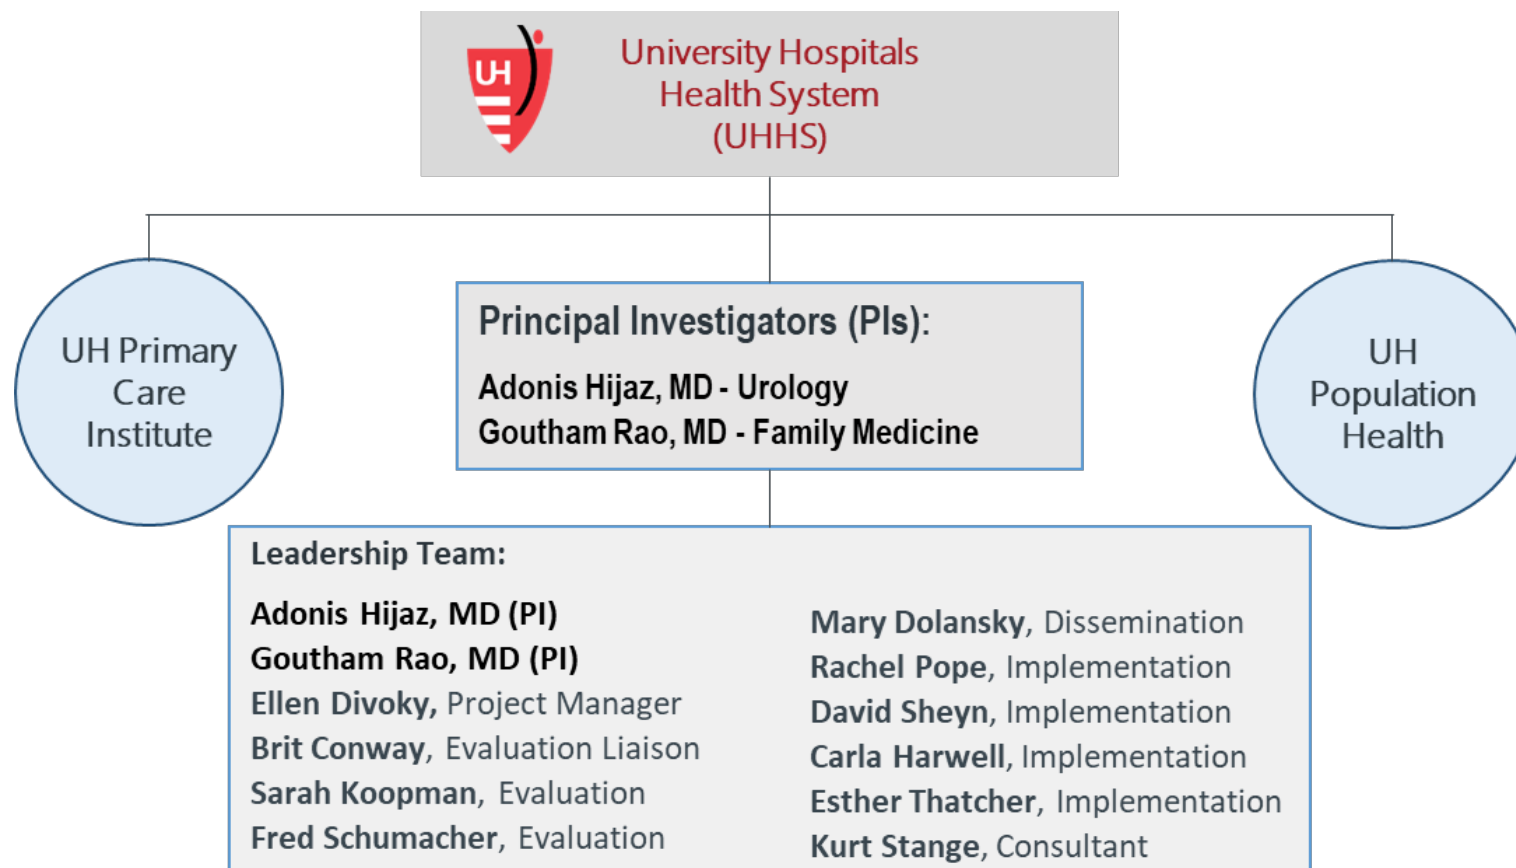 UH
University Hospitals
Health System
(UHHS)
UH Primary
Care
Institute
Principal Investigators (PIs):
Adonis Hijaz, MD - Urology
Goutham Rao, MD - Family Medicine
UH
Population
Health
Leadership Team:
Adonis Hijaz, MD (PI)
Goutham Rao, MD (PI)
Ellen Divoky, Project Manager
Brit Conway, Evaluation Liaison
Sarah Koopman, Evaluation
Fred Schumacher, Evaluation
Mary Dolansky, Dissemination
Rachel Pope, Implementation
David Sheyn, Implementation
Carla Harwell, Implementation
Esther Thatcher, Implementation
Kurt Stange, Consultant